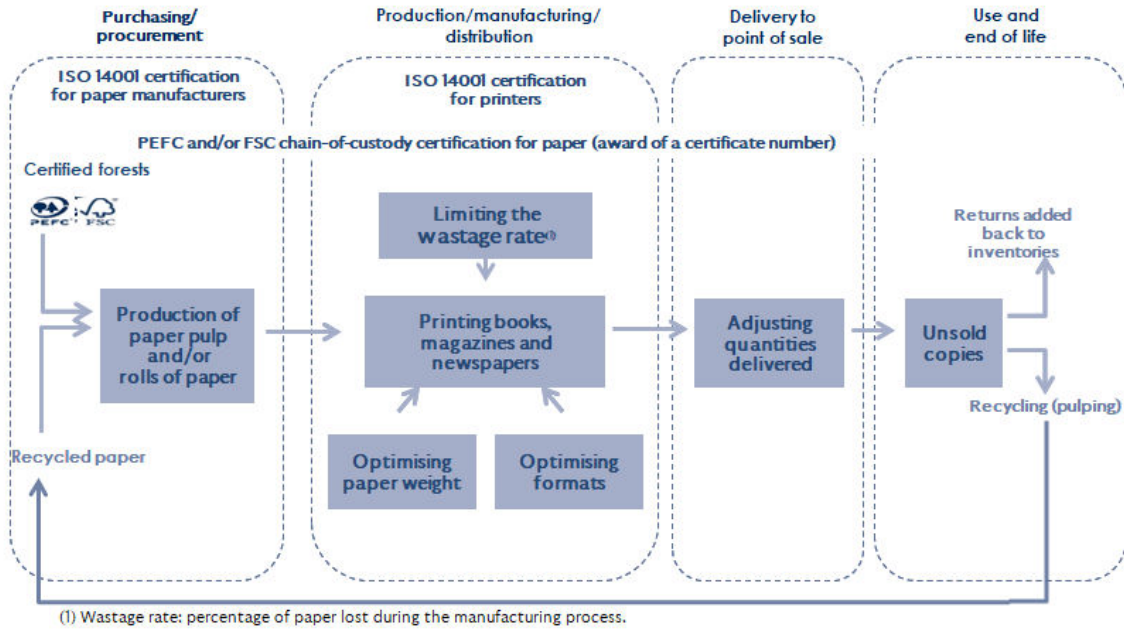 Purchasing/
procurement
Production/manufacturing/
distribution
Delivery to
point of sale
Use and
end of life
ISO 14001 certification
for paper manufacturers
ISO 14001 certification
for printers
PEFC and/or FSC chain-of-custody certification for paper (award of a certificate number)
Certified forests
PEFC
FSC
Limiting the
wastage rate(1)
Returns added
back to
inventories
Production of
paper pulp
and/or
rolls of paper
Printing books,
magazines and
newspapers
Adjusting
quantities
delivered
Unsold
copies
Recycling (pulping)
Recycled paper
Optimising
paper weight
Optimising
formats
(1) Wastage rate: percentage of paper lost during the manufacturing process.